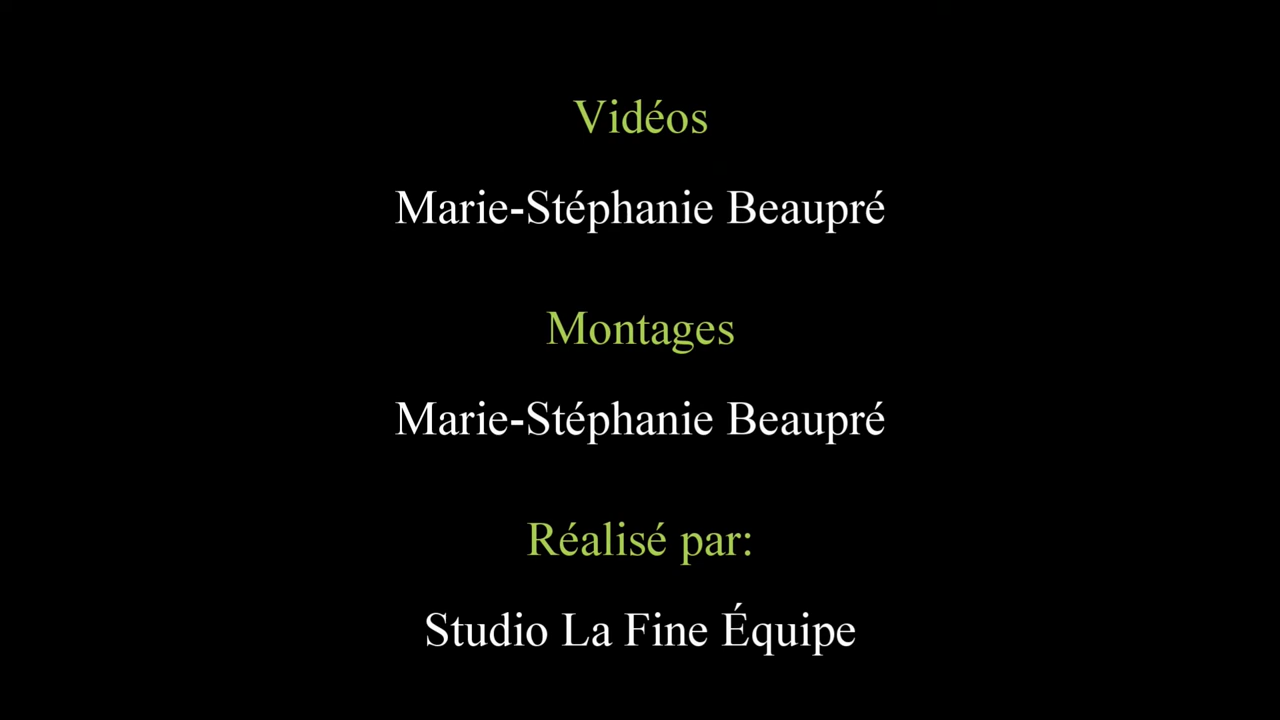 Vidéos
Marie-Stéphanie Beaupré
Montages
Marie-Stéphanie Beaupré
Réalisé par:
Studio La Fine Équipe